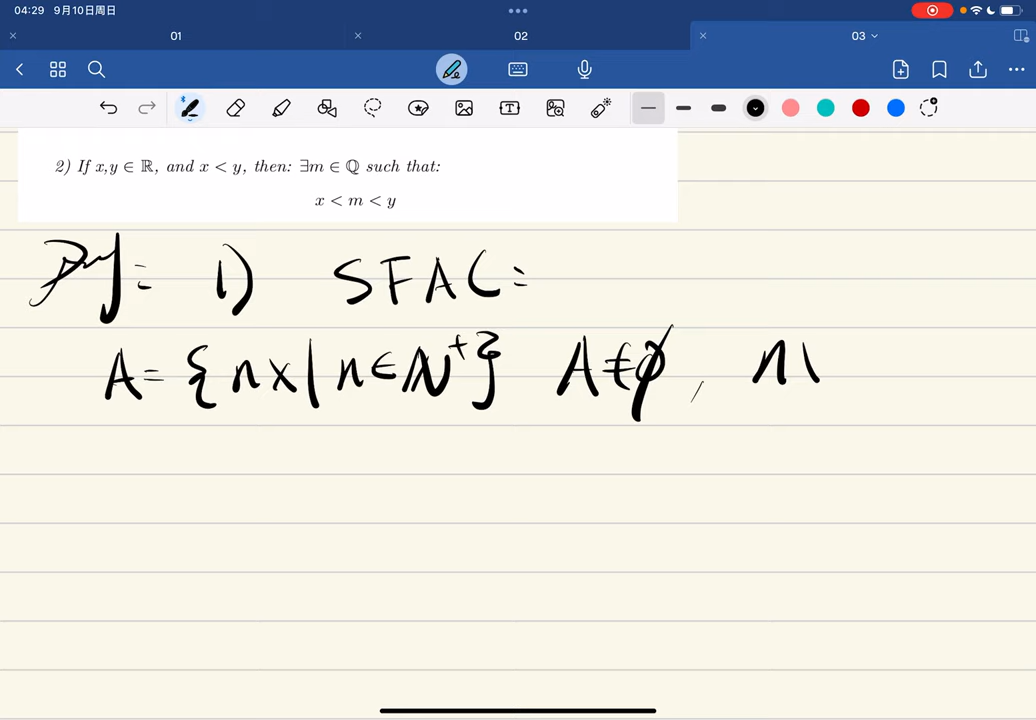 04:29 9月10日周日
01 02 03
2) If x,y ∈ ℝ, and x < y, then: ∃m ∈ ℚ such that:
x < m < y
1) SFAC:
A = {nx | n ∈ N⁺} A ≠ ϕ,